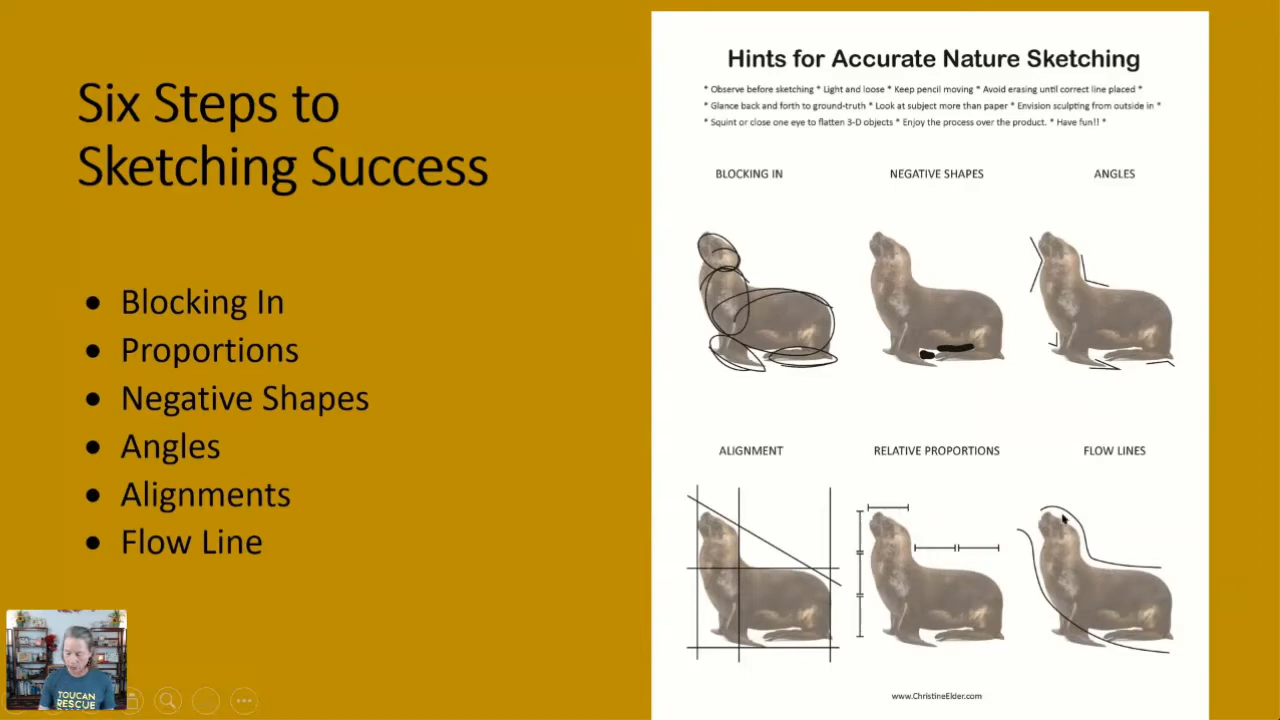 Six Steps to
Sketching Success
• Blocking In
• Proportions
• Negative Shapes
• Angles
• Alignments
• Flow Line
Hints for Accurate Nature Sketching
* Observe before sketching * Light and loose * Keep pencil moving * Avoid erasing until correct line placed *
* Glance back and forth to ground-truth * Look at subject more than paper * Envision sculpting from outside in *
* Squint or close one eye to flatten 3-D objects * Enjoy the process over the product. * Have fun!! *
BLOCKING IN
NEGATIVE SHAPES
ANGLES
ALIGNMENT
RELATIVE PROPORTIONS
FLOW LINES
www.ChristineElder.com
TOUCAN
RESCUE